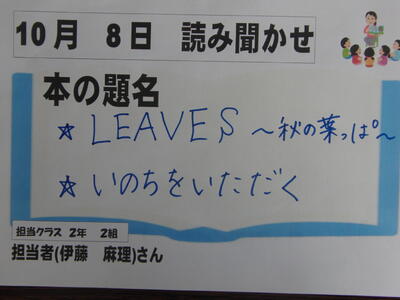 10月 8日 読み聞かせ
本の題名
☆ LEAVES ～秋の葉っぱ～
☆ いのちをいただく
担当クラス 2年 2組
担当者(伊藤 麻理)さん